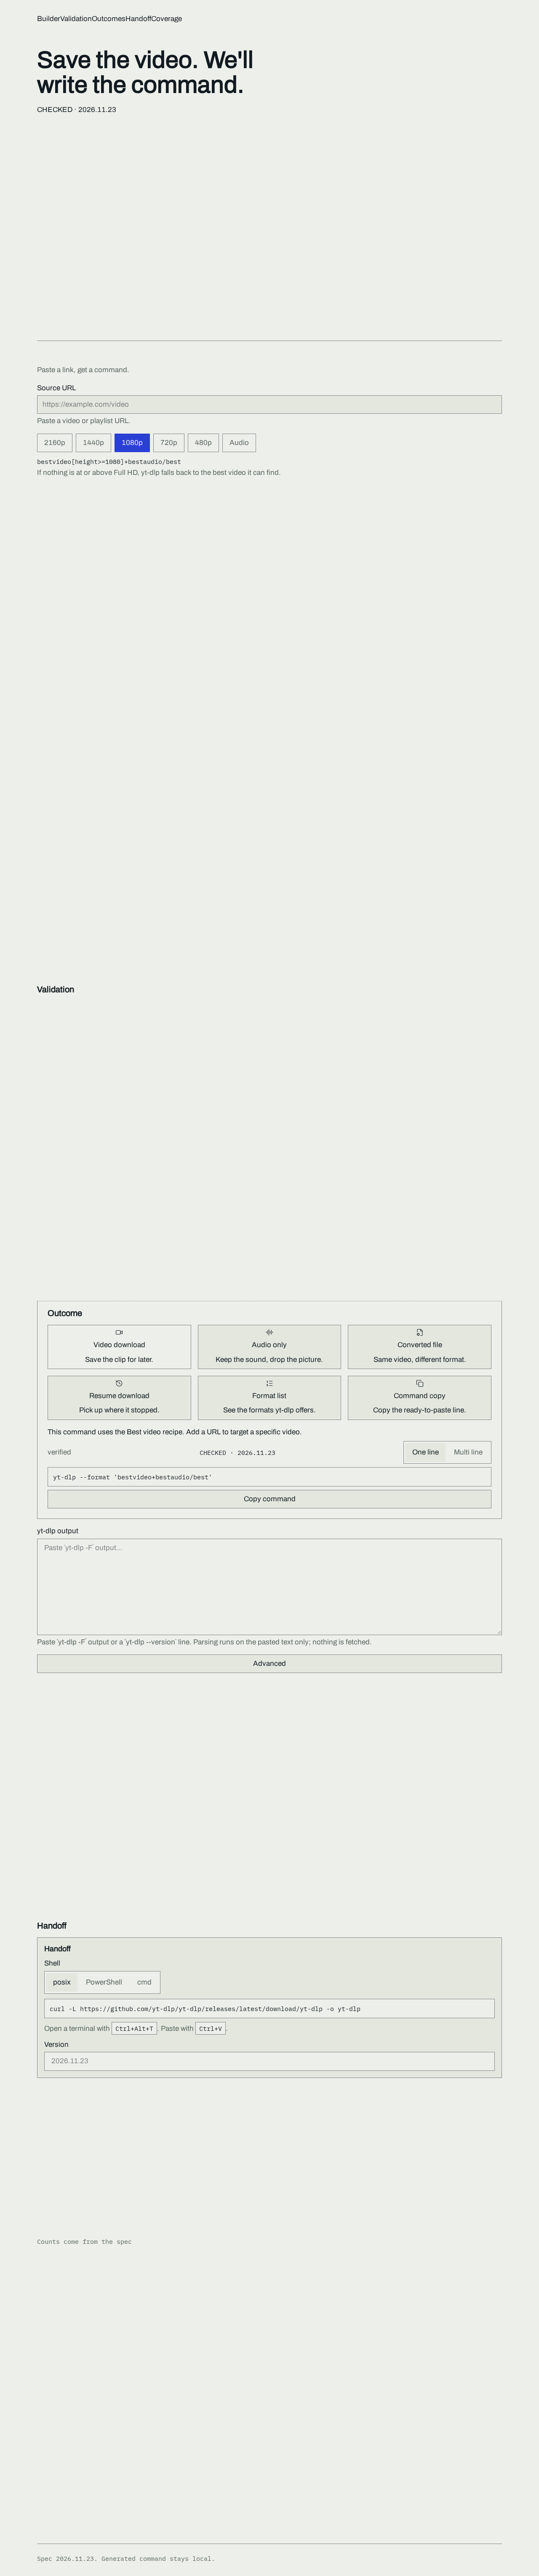 BuilderValidationOutcomesHandoffCoverage
Save the video. We'll
write the command.
CHECKED · 2026.11.23
Paste a link, get a command.
Source URL
https://example.com/video
Paste a video or playlist URL.
2160p 1440p 1080p 720p 480p Audio
bestvideo[height>=1080]+bestaudio/best
If nothing is at or above Full HD, yt-dlp falls back to the best video it can find.
Validation
Outcome
Video download Audio only Converted file
Save the clip for later. Keep the sound, drop the picture. Same video, different format.
Resume download Format list Command copy
Pick up where it stopped. See the formats yt-dlp offers. Copy the ready-to-paste line.
This command uses the Best video recipe. Add a URL to target a specific video.
verified CHECKED · 2026.11.23 One line Multi line
yt-dlp --format 'bestvideo+bestaudio/best'
Copy command
yt-dlp output
Paste `yt-dlp -F` output...
Paste `yt-dlp -F` output or a `yt-dlp --version` line. Parsing runs on the pasted text only; nothing is fetched.
Advanced
Handoff
Handoff
Shell
posix PowerShell cmd
curl -L https://github.com/yt-dlp/yt-dlp/releases/latest/download/yt-dlp -o yt-dlp
Open a terminal with Ctrl+Alt+T. Paste with Ctrl+V.
Version
2026.11.23
Counts come from the spec
Spec 2026.11.23. Generated command stays local.